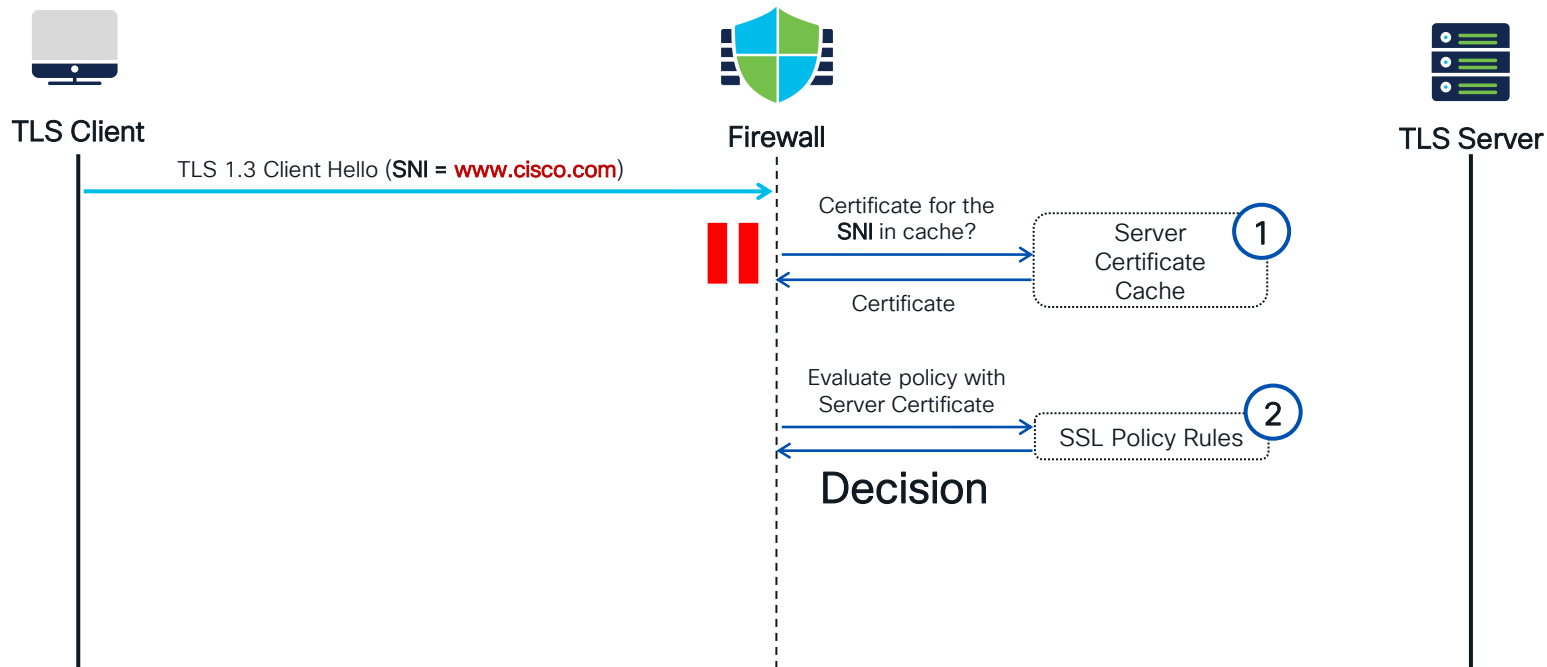 TLS Client
Firewall
TLS Server
TLS 1.3 Client Hello (SNI = www.cisco.com)
Certificate for the
SNI in cache?
Server
Certificate
Cache
1
Certificate
Evaluate policy with
Server Certificate
SSL Policy Rules
2
Decision